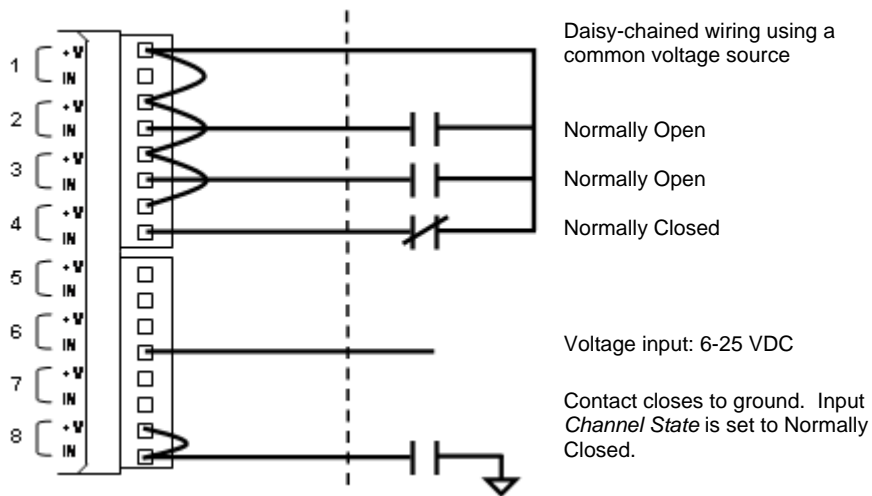 Daisy-chained wiring using a
common voltage source
1 +V
IN
2 +V
IN
Normally Open
3 +V
IN
Normally Open
4 +V
IN
Normally Closed
5 +V
IN
6 +V
IN
Voltage input: 6-25 VDC
7 +V
IN
8 +V
IN
Contact closes to ground.  Input
Channel State is set to Normally
Closed.